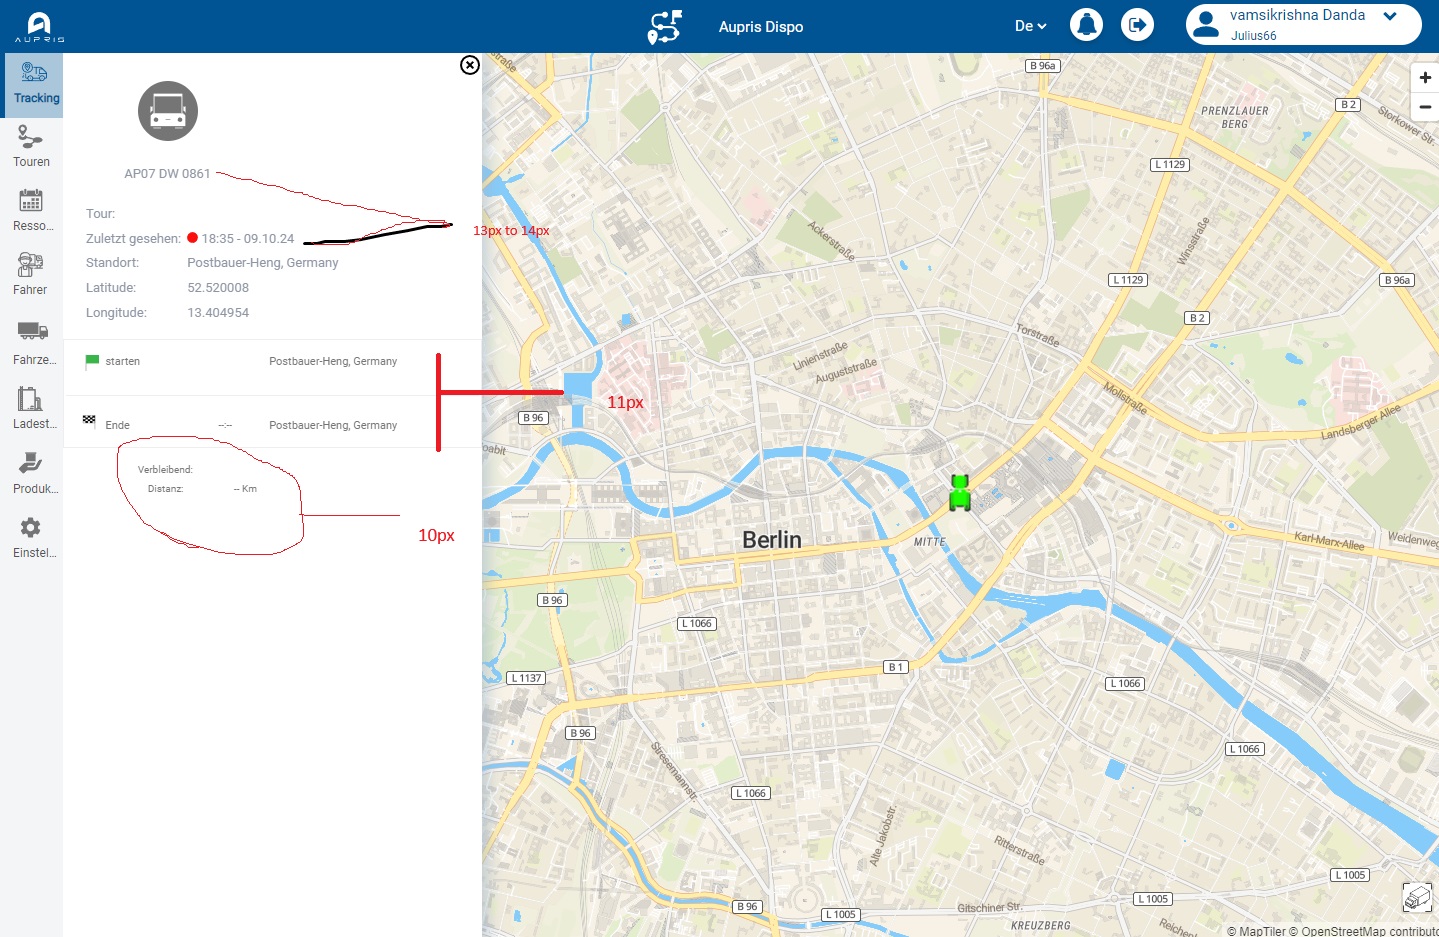 AUPRIS
Aupris Dispo
De
vamsikrishna Danda
Julius66
Tracking
Touren
Resso...
Fahrer
Fahrze...
Ladest...
Produk...
Einstel...
AP07 DW 0861
Tour:
Zuletzt gesehen: 18:35 - 09.10.24
Standort: Postbauer-Heng, Germany
Latitude: 52.520008
Longitude: 13.404954
13px to 14px
starten Postbauer-Heng, Germany
Ende --:-- Postbauer-Heng, Germany
11px
Verbleibend:
Distanz: -- Km
10px
B 96a
PRENZLAUER
BERG
B 2
Storkower Str.
L 1129
Ackerstraße
Winsstraße
L 1129
B 96a
B 2
Torstraße
Linienstraße
Auguststraße
Mollstraße
B 96
Landsberger Allee
oabit
Berlin
MITTE
Karl-Marx-Allee
Weidenweg
B 96
L 1066
B 1
L 1137
L 1066
B 96
L 1066
Stresemannstr.
L 1066
Alte Jakobstr.
Ritterstraße
L 1005
L 1005
B 96
L 1005
Gitschiner Str.
KREUZBERG
Reichen
© MapTiler © OpenStreetMap contributo